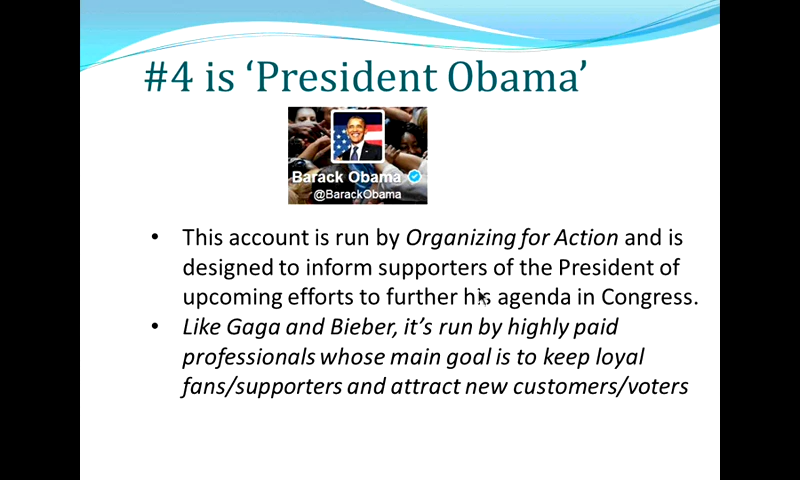 #4 is ‘President Obama’
Barack Obama
@BarackObama
• This account is run by Organizing for Action and is
designed to inform supporters of the President of
upcoming efforts to further his agenda in Congress.
• Like Gaga and Bieber, it’s run by highly paid
professionals whose main goal is to keep loyal
fans/supporters and attract new customers/voters